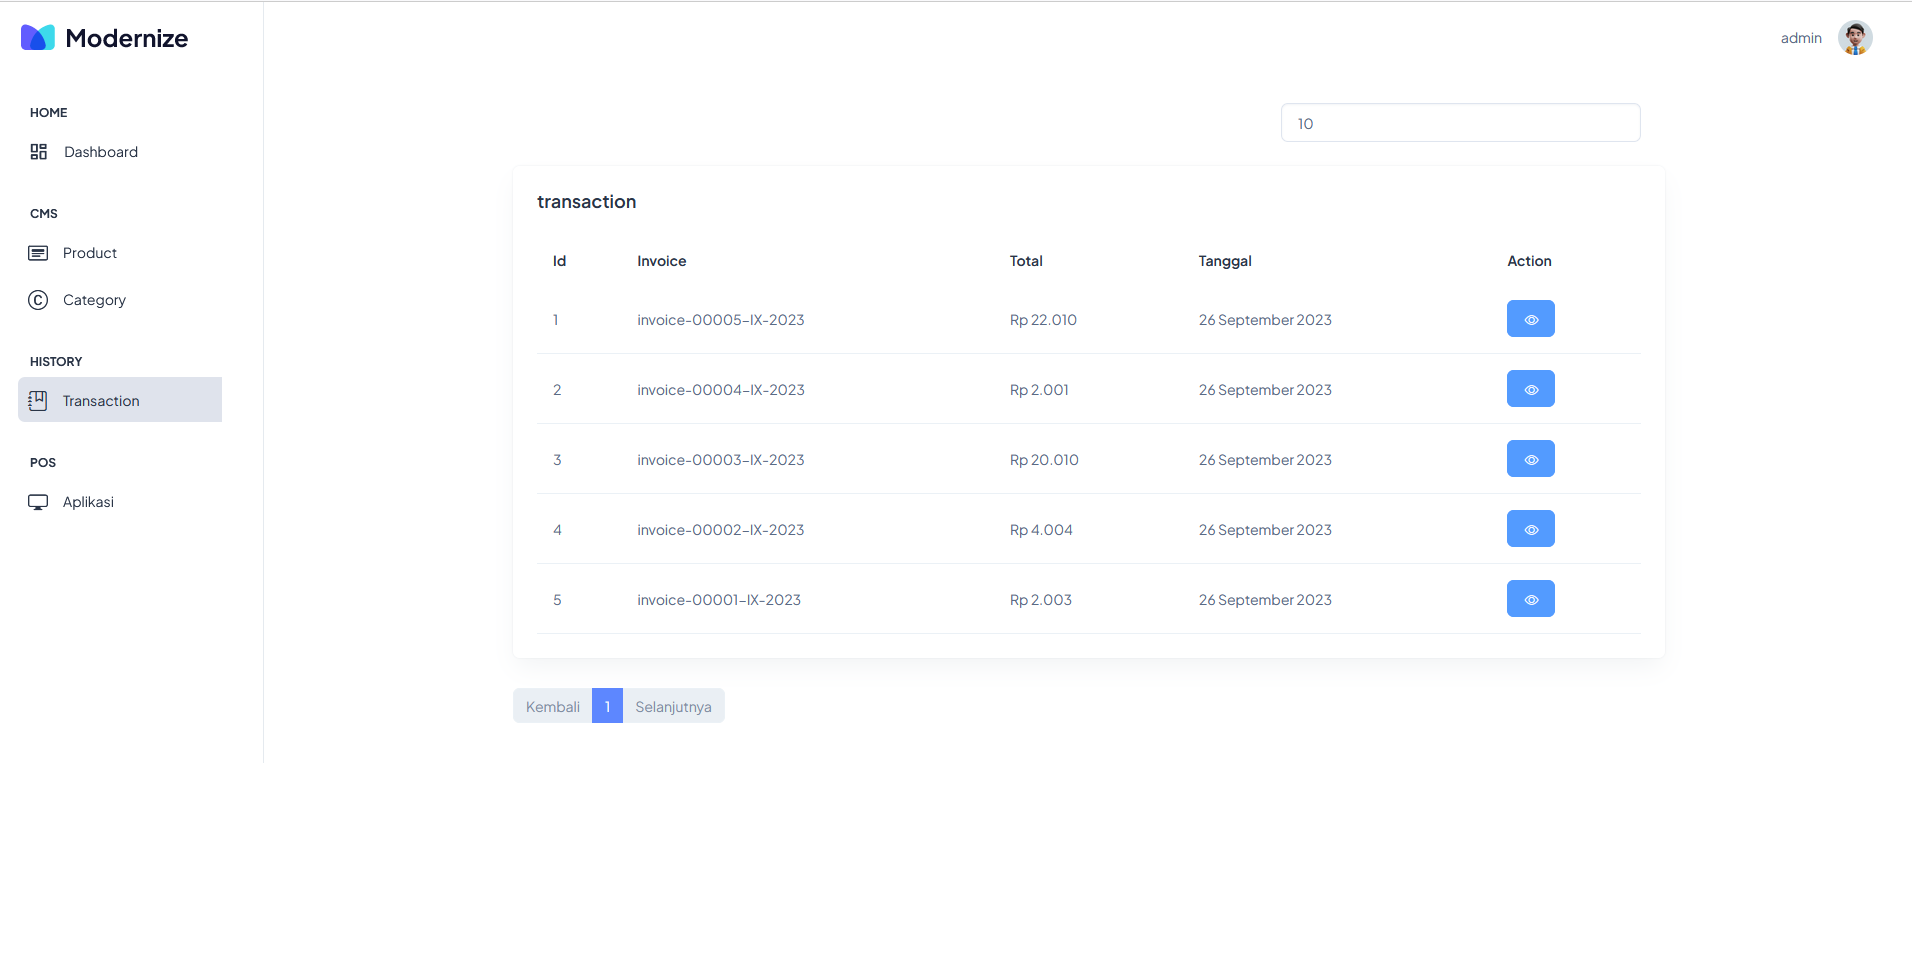 Modernize
admin
HOME
Dashboard
CMS
Product
Category
HISTORY
Transaction
POS
Aplikasi
10
transaction
Id Invoice Total Tanggal Action
1 invoice-00005-IX-2023 Rp 22.010 26 September 2023
2 invoice-00004-IX-2023 Rp 2.001 26 September 2023
3 invoice-00003-IX-2023 Rp 20.010 26 September 2023
4 invoice-00002-IX-2023 Rp 4.004 26 September 2023
5 invoice-00001-IX-2023 Rp 2.003 26 September 2023
Kembali 1 Selanjutnya